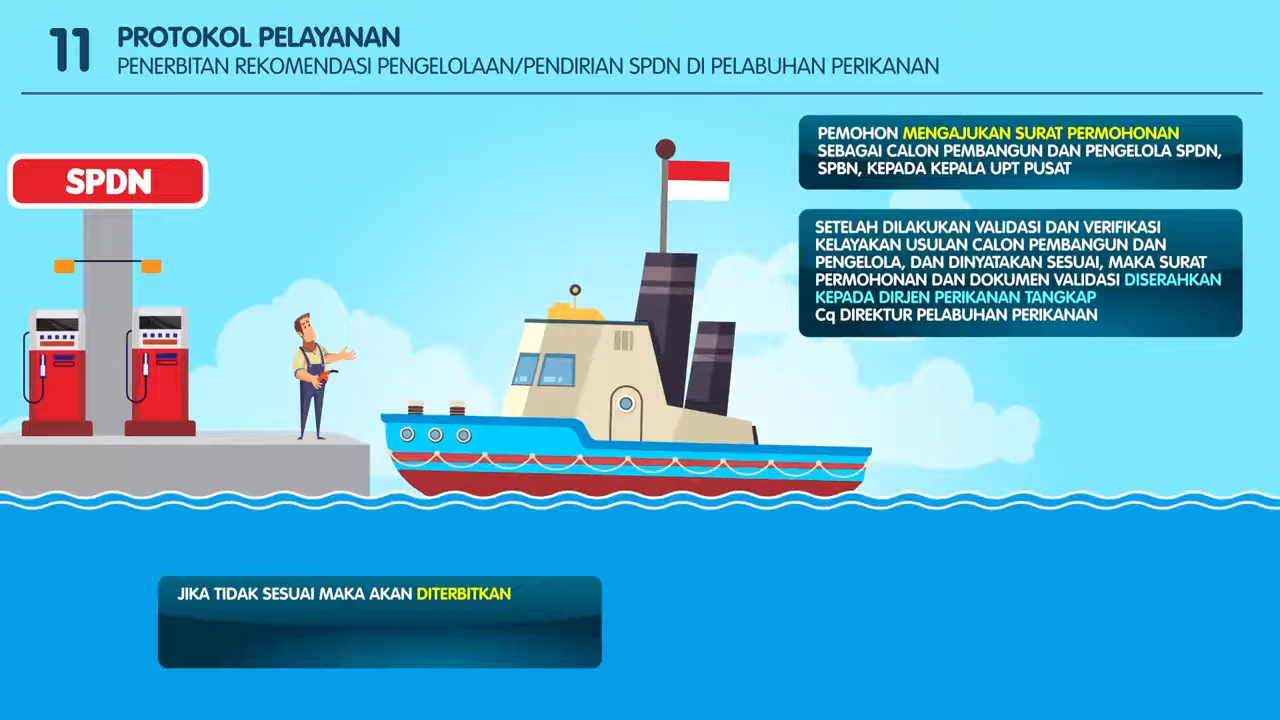 11
PROTOKOL PELAYANAN
PENERBITAN REKOMENDASI PENGELOLAAN/PENDIRIAN SPDN DI PELABUHAN PERIKANAN
SPDN
PEMOHON MENGAJUKAN SURAT PERMOHONAN
SEBAGAI CALON PEMBANGUN DAN PENGELOLA SPDN,
SPBN, KEPADA KEPALA UPT PUSAT
SETELAH DILAKUKAN VALIDASI DAN VERIFIKASI
KELAYAKAN USULAN CALON PEMBANGUN DAN
PENGELOLA, DAN DINYATAKAN SESUAI, MAKA SURAT
PERMOHONAN DAN DOKUMEN VALIDASI DISERAHKAN
KEPADA DIRJEN PERIKANAN TANGKAP
Cq DIREKTUR PELABUHAN PERIKANAN
JIKA TIDAK SESUAI MAKA AKAN DITERBITKAN